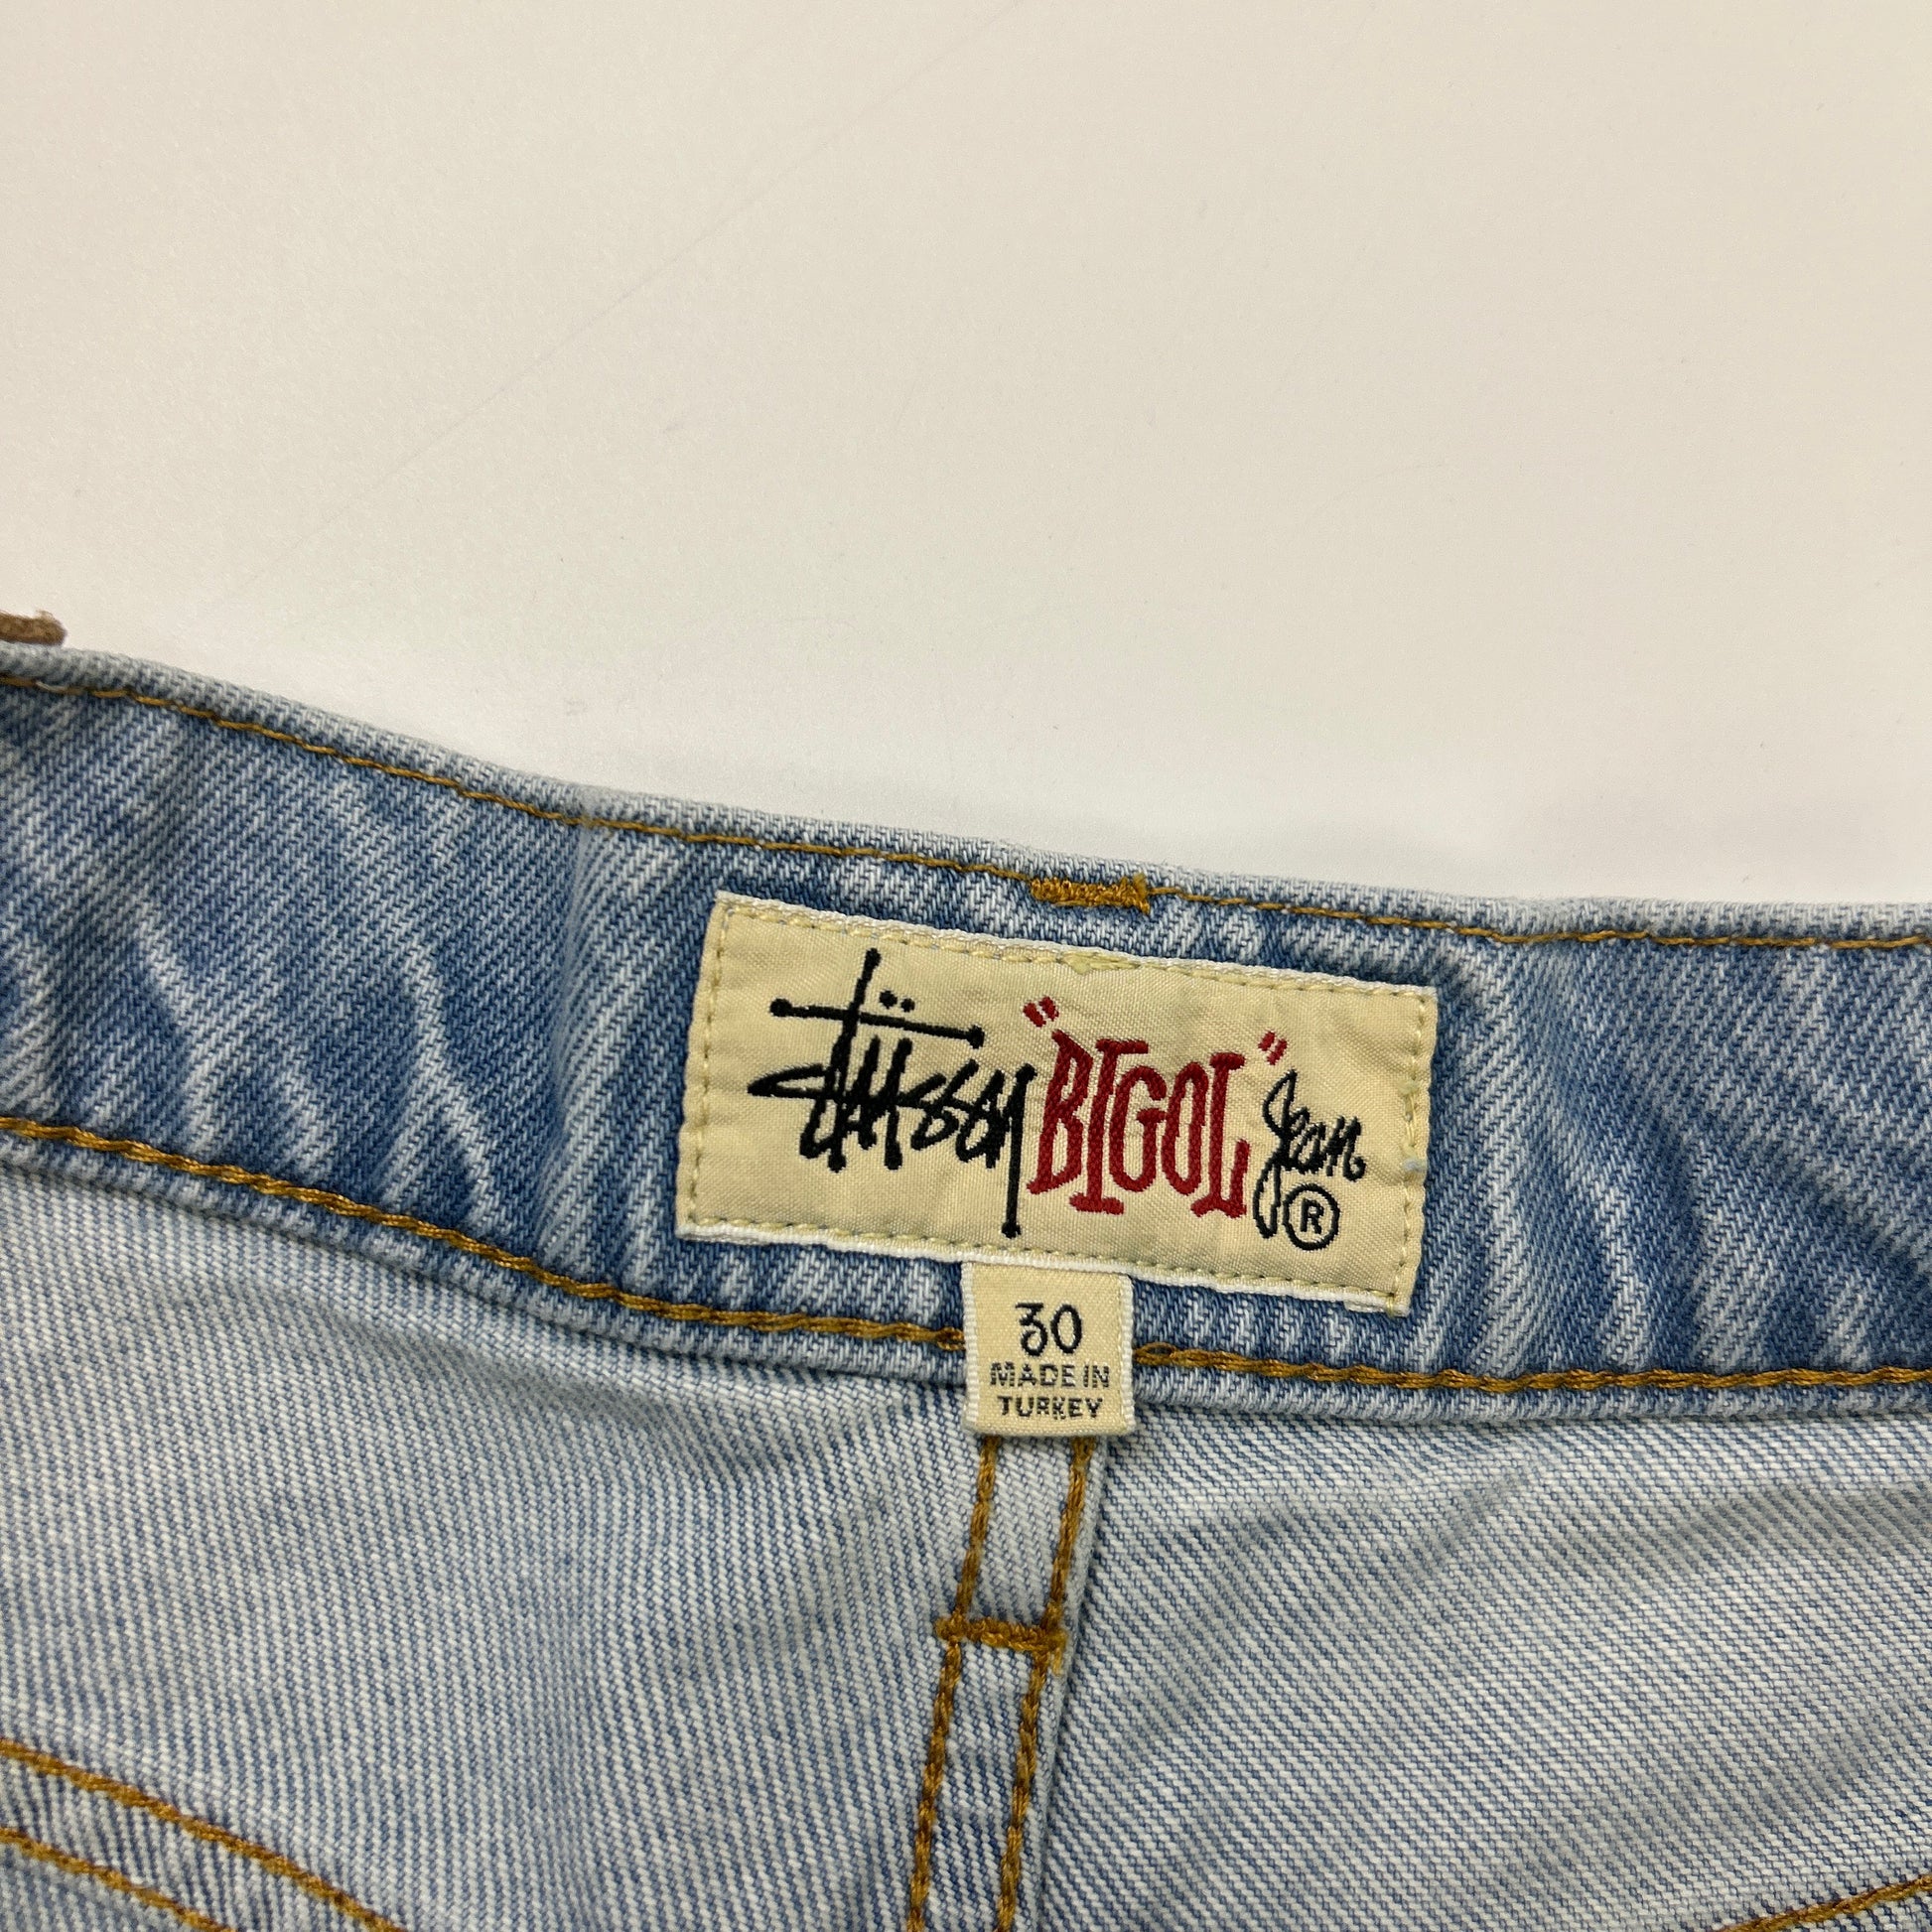 Stüssy "BIGOL" Jean ®
30
MADE IN
TURKEY